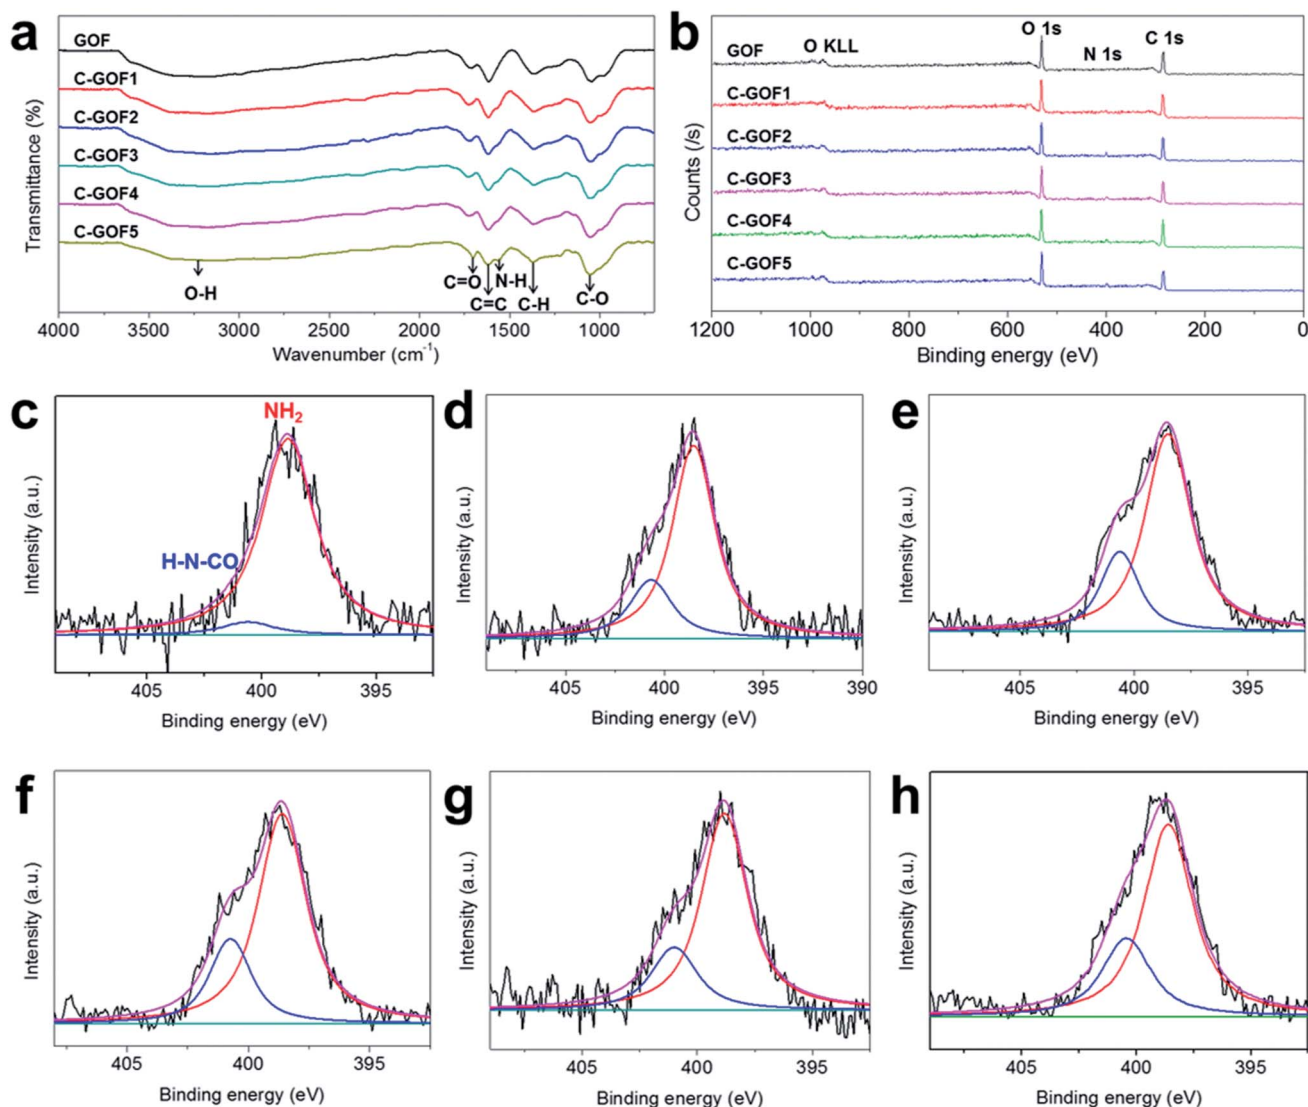 a
GOF
C-GOF1
C-GOF2
C-GOF3
C-GOF4
C-GOF5
O-H
C=O
C=C
N-H
C-H
C-O
Transmittance (%)
4000 3500 3000 2500 2000 1500 1000
Wavenumber (cm⁻¹)
b
GOF
O KLL
O 1s
N 1s
C 1s
C-GOF1
C-GOF2
C-GOF3
C-GOF4
C-GOF5
Counts (/s)
1200 1000 800 600 400 200 0
Binding energy (eV)
c
NH₂
H-N-CO
Intensity (a.u.)
405 400 395
Binding energy (eV)
d
Intensity (a.u.)
405 400 395 390
Binding energy (eV)
e
Intensity (a.u.)
405 400 395
Binding energy (eV)
f
Intensity (a.u.)
405 400 395
Binding energy (eV)
g
Intensity (a.u.)
405 400 395
Binding energy (eV)
h
Intensity (a.u.)
405 400 395
Binding energy (eV)